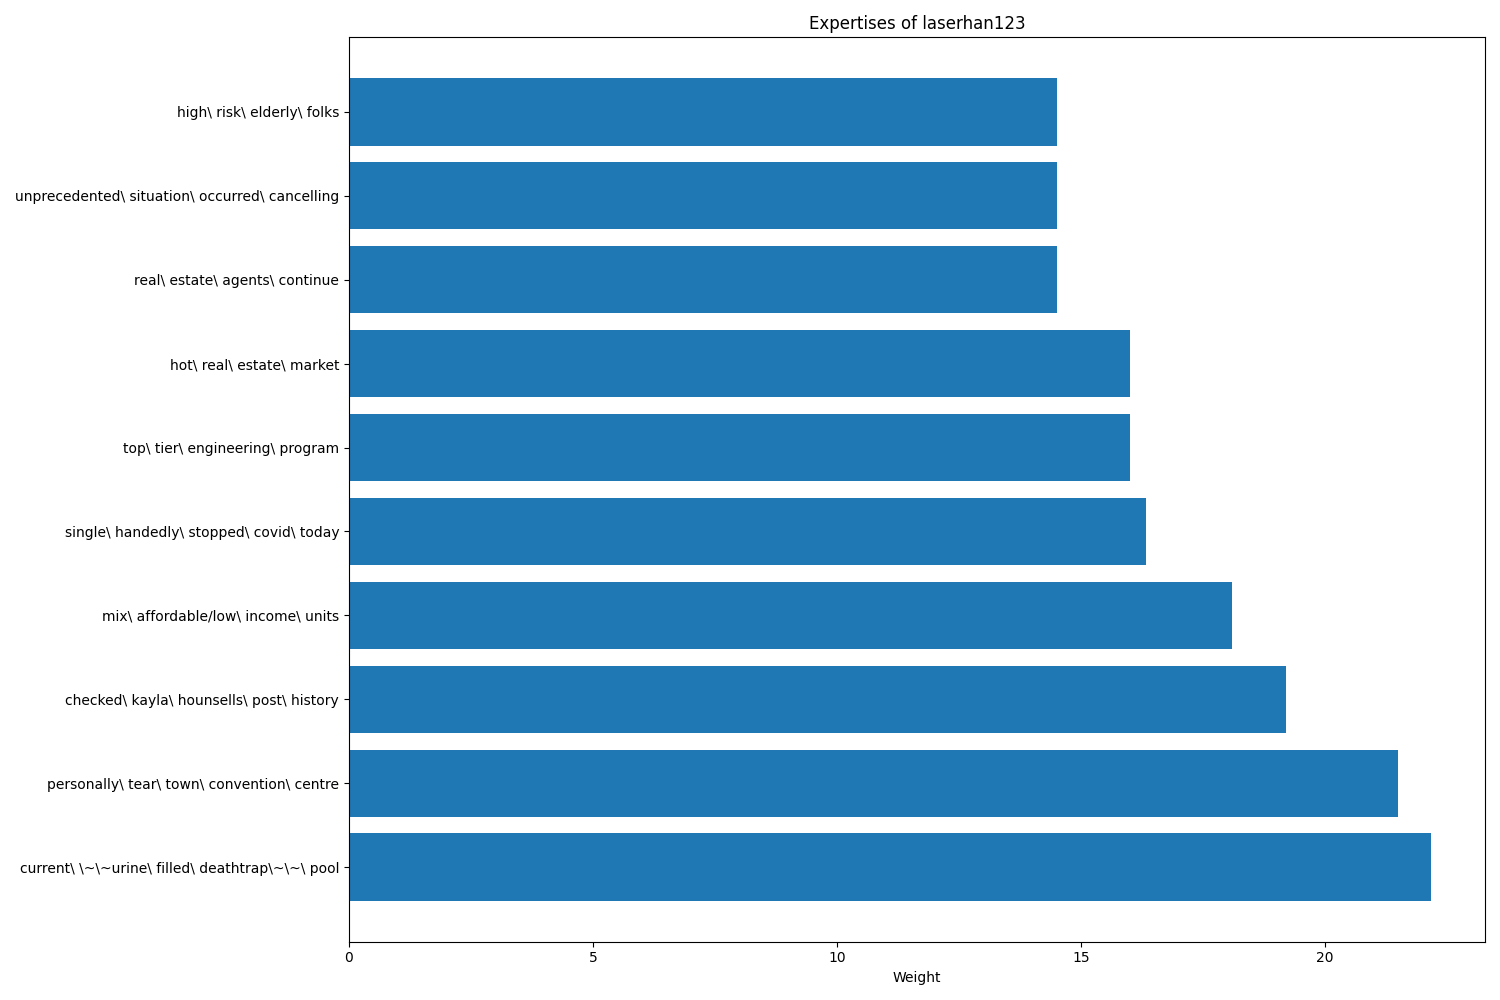 Expertises of laserhan123
high\ risk\ elderly\ folks
unprecedented\ situation\ occurred\ cancelling
real\ estate\ agents\ continue
hot\ real\ estate\ market
top\ tier\ engineering\ program
single\ handedly\ stopped\ covid\ today
mix\ affordable/low\ income\ units
checked\ kayla\ hounsells\ post\ history
personally\ tear\ town\ convention\ centre
current\ \~\~urine\ filled\ deathtrap\~\~\ pool
0 5 10 15 20
Weight